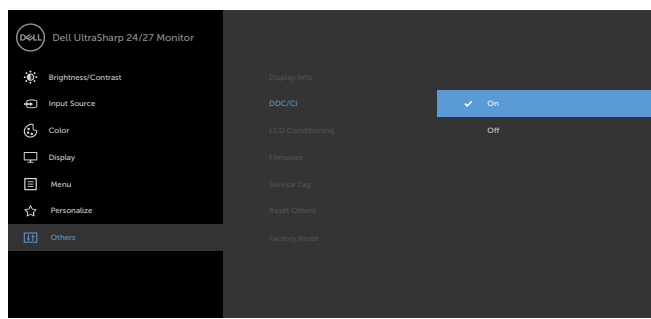 DELL Dell UltraSharp 24/27 Monitor
Brightness/Contrast
Display Info
Input Source
DDC/CI
On
Color
LCD Conditioning
Off
Display
Firmware
Menu
Service Tag
Personalize
Reset Others
Others
Factory Reset